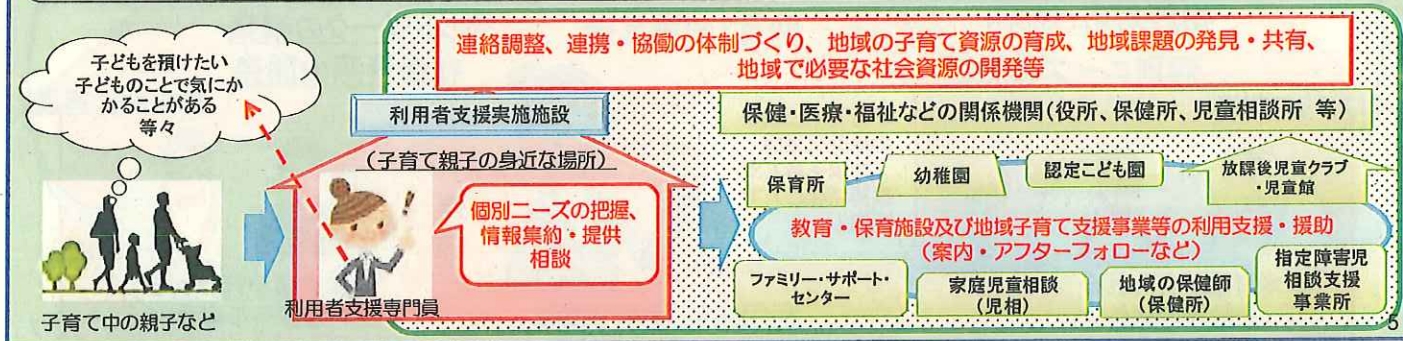 連絡調整、連携・協働の体制づくり、地域の子育て資源の育成、地域課題の発見・共有、
地域で必要な社会資源の開発等
子どもを預けたい
子どものことで気にか
かることがある
等々
利用者支援実施施設
保健・医療・福祉などの関係機関(役所、保健所、児童相談所 等)
(子育て親子の身近な場所)
個別ニーズの把握、
情報集約・提供
相談
利用者支援専門員
子育て中の親子など
保育所
幼稚園
認定こども園
放課後児童クラブ
・児童館
教育・保育施設及び地域子育て支援事業等の利用支援・援助
(案内・アフターフォローなど)
ファミリー・サポート・
センター
家庭児童相談
(児相)
地域の保健師
(保健所)
指定障害児
相談支援
事業所
5